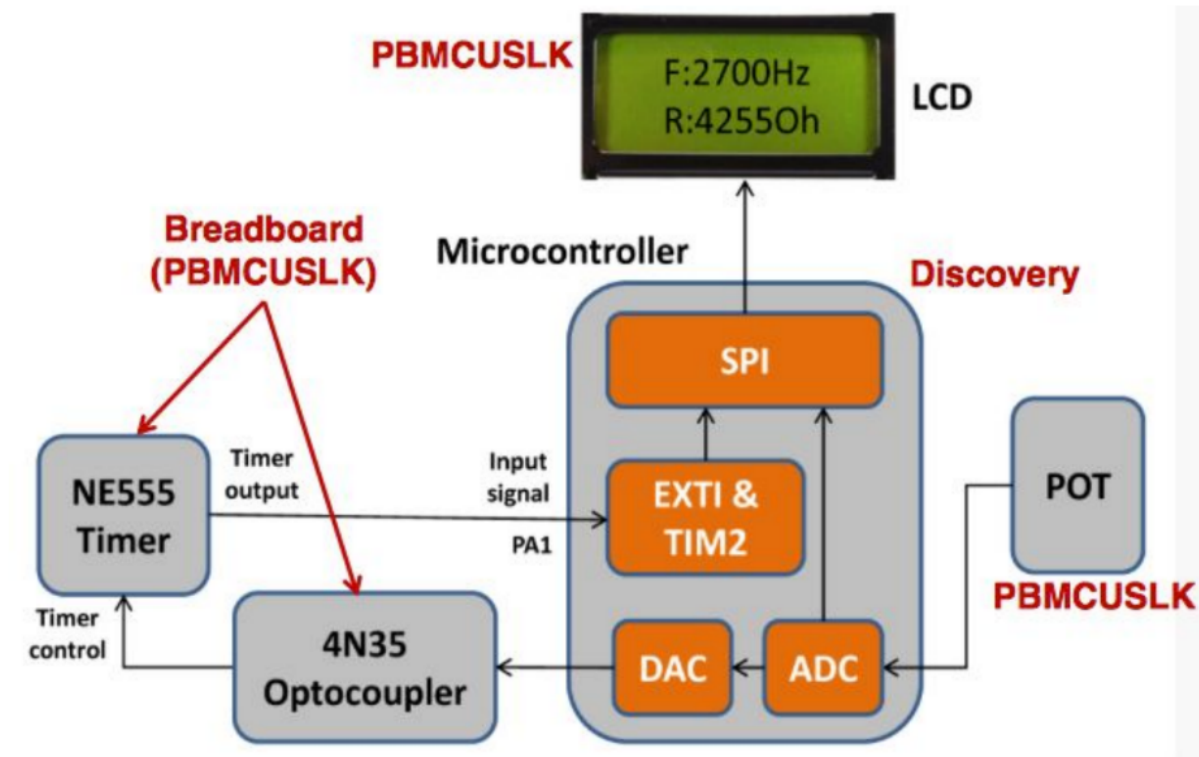 PBMCUSLK
F:2700Hz
R:4255Oh
LCD
Breadboard
(PBMCUSLK)
Microcontroller
Discovery
SPI
NE555
Timer
Timer
output
Input
signal
PA1
EXTI &
TIM2
POT
PBMCUSLK
Timer
control
4N35
Optocoupler
DAC
ADC